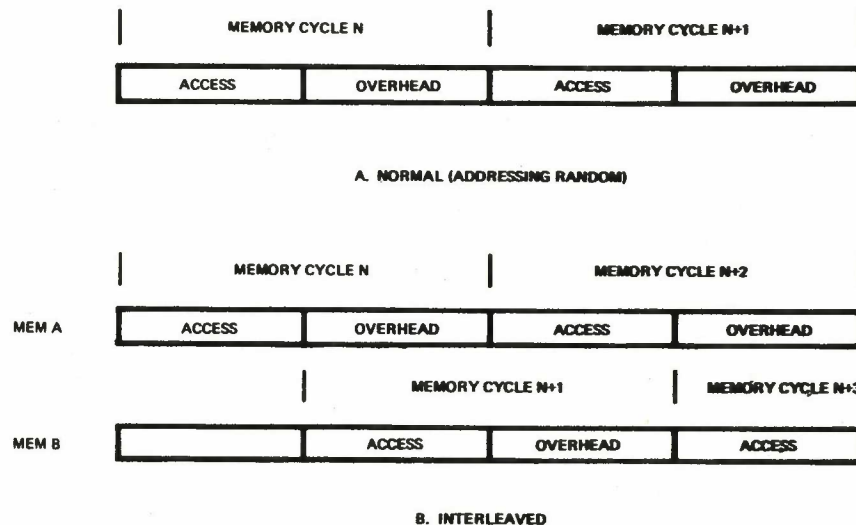 MEMORY CYCLE N MEMORY CYCLE N+1
ACCESS OVERHEAD ACCESS OVERHEAD
A. NORMAL (ADDRESSING RANDOM)
MEMORY CYCLE N MEMORY CYCLE N+2
MEM A ACCESS OVERHEAD ACCESS OVERHEAD
MEMORY CYCLE N+1 MEMORY CYCLE N+3
MEM B ACCESS OVERHEAD ACCESS
B. INTERLEAVED